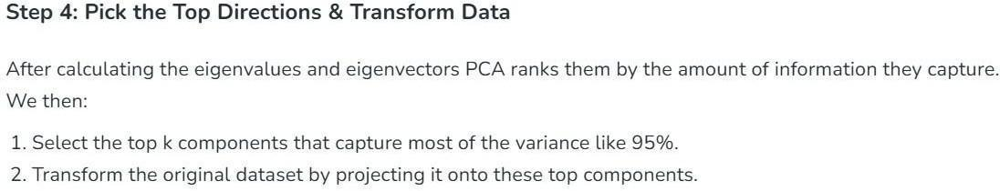 Step 4: Pick the Top Directions & Transform Data
After calculating the eigenvalues and eigenvectors PCA ranks them by the amount of information they capture.
We then:
1. Select the top k components that capture most of the variance like 95%.
2. Transform the original dataset by projecting it onto these top components.